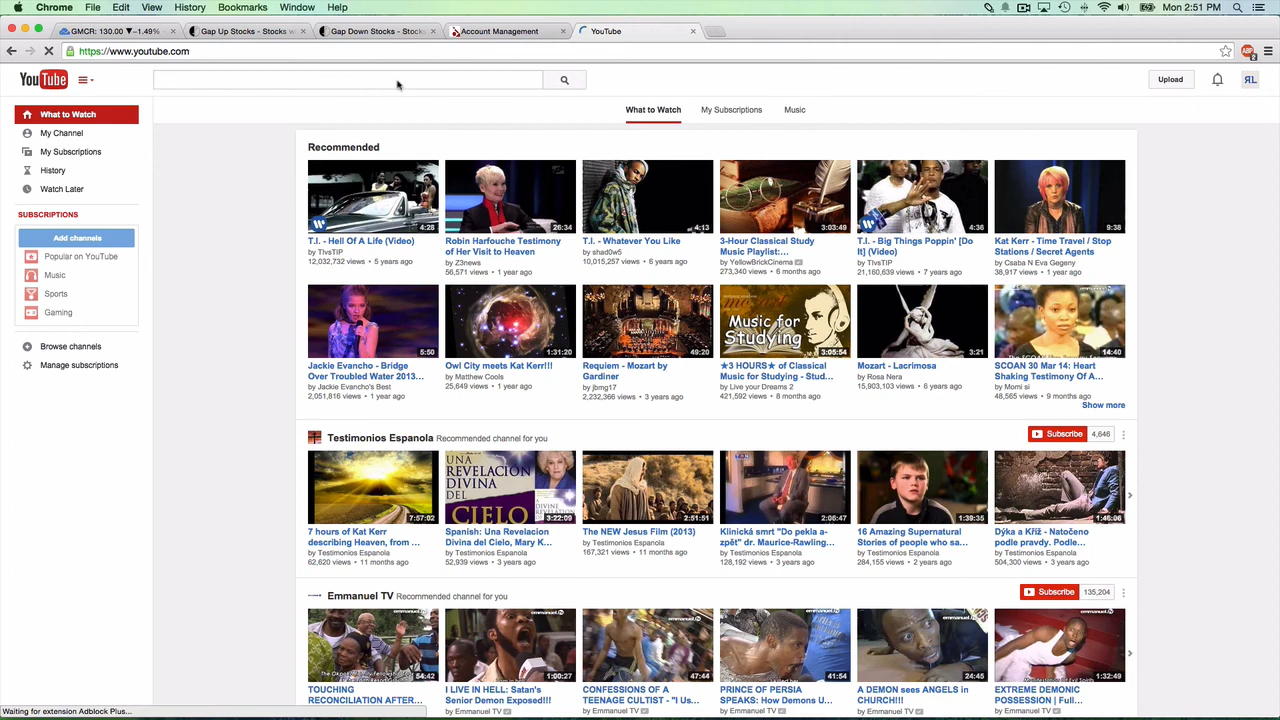 Chrome File Edit View History Bookmarks Window Help Mon 2:51 PM
GMCR: 130.00 ▼-1.49% - Gap Up Stocks - Stocks w Gap Down Stocks - Stocks Account Management YouTube
https://www.youtube.com
YouTube Upload ЯL
What to Watch My Subscriptions Music
What to Watch
My Channel
My Subscriptions
History
Watch Later
SUBSCRIPTIONS
Add channels
Popular on YouTube
Music
Sports
Gaming
Browse channels
Manage subscriptions
Recommended
4:28 26:34 4:13 3:03:49 4:36 9:38
T.I. - Hell Of A Life (Video)
by TIvsTIP
12,032,732 views • 5 years ago
Robin Harfouche Testimony
of Her Visit to Heaven
by Z3news
56,571 views • 1 year ago
T.I. - Whatever You Like
by shad0w5
10,015,257 views • 6 years ago
3-Hour Classical Study
Music Playlist:...
by YellowBrickCinema
273,340 views • 6 months ago
T.I. - Big Things Poppin' [Do
It] (Video)
by TIvsTIP
21,160,639 views • 7 years ago
Kat Kerr - Time Travel / Stop
Stations / Secret Agents
by Csaba N Eva Gegeny
38,917 views • 1 year ago
Music for
Studying
5:50 1:31:20 49:20 3:05:54 3:21 14:40
Jackie Evancho - Bridge
Over Troubled Water 2013...
by Jackie Evancho's Best
2,051,816 views • 1 year ago
Owl City meets Kat Kerr!!!
by Matthew Cools
25,649 views • 1 year ago
Requiem - Mozart by
Gardiner
by jbmg17
2,232,366 views • 3 years ago
★3 HOURS★ of Classical
Music for Studying - Stud...
by Live your Dreams 2
421,592 views • 8 months ago
Mozart - Lacrimosa
by Rosa Nera
15,903,103 views • 6 years ago
SCOAN 30 Mar 14: Heart
Shaking Testimony Of A...
by Momi si
48,565 views • 9 months ago
Show more
Testimonios Espanola Recommended channel for you Subscribe 4,646
UNA
REVELACION
DIVINA
DEL
CIELO
7:57:02 3:22:09 2:51:51 2:06:47 1:39:35 1:46:06
7 hours of Kat Kerr
describing Heaven, from ...
by Testimonios Espanola
62,620 views • 11 months ago
Spanish: Una Revelacion
Divina del Cielo, Mary K...
by Testimonios Espanola
52,939 views • 3 years ago
The NEW Jesus Film (2013)
by Testimonios Espanola
167,321 views • 11 months ago
Klinická smrt "Do pekla a-
zpět" dr. Maurice-Rawling...
by Testimonios Espanola
128,192 views • 3 years ago
16 Amazing Supernatural
Stories of people who sa...
by Testimonios Espanola
284,155 views • 2 years ago
Dýka a Kříž - Natočeno
podle pravdy. Podle...
by Testimonios Espanola
504,300 views • 3 years ago
Emmanuel TV Recommended channel for you Subscribe 135,204
54:42 1:00:27 47:44 41:54 24:45 1:32:49
TOUCHING
RECONCILIATION AFTER...
by Emmanuel TV
I LIVE IN HELL: Satan's
Senior Demon Exposed!!!
by Emmanuel TV
CONFESSIONS OF A
TEENAGE CULTIST - "I Us...
by Emmanuel TV
PRINCE OF PERSIA
SPEAKS: How Demons U...
by Emmanuel TV
A DEMON sees ANGELS in
CHURCH!!!
by Emmanuel TV
EXTREME DEMONIC
POSSESSION | Full...
by Emmanuel TV
Waiting for extension Adblock Plus...